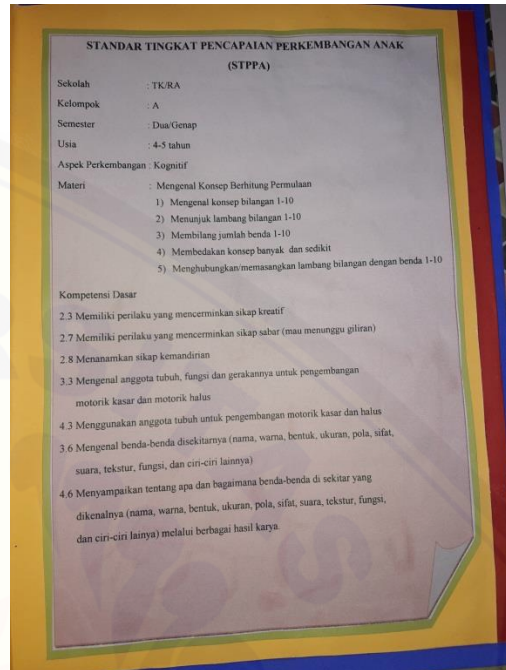 STANDAR TINGKAT PENCAPAIAN PERKEMBANGAN ANAK
(STPPA)
Sekolah : TK/RA
Kelompok : A
Semester : Dua/Genap
Usia : 4-5 tahun
Aspek Perkembangan : Kognitif
Materi : Mengenal Konsep Berhitung Permulaan
1) Mengenal konsep bilangan 1-10
2) Menunjuk lambang bilangan 1-10
3) Membilang jumlah benda 1-10
4) Membedakan konsep banyak dan sedikit
5) Menghubungkan/memasangkan lambang bilangan dengan benda 1-10
Kompetensi Dasar
2.3 Memiliki perilaku yang mencerminkan sikap kreatif
2.7 Memiliki perilaku yang mencerminkan sikap sabar (mau menunggu giliran)
2.8 Menanamkan sikap kemandirian
3.3 Mengenal anggota tubuh, fungsi dan gerakannya untuk pengembangan
motorik kasar dan motorik halus
4.3 Menggunakan anggota tubuh untuk pengembangan motorik kasar dan halus
3.6 Mengenal benda-benda disekitarnya (nama, warna, bentuk, ukuran, pola, sifat,
suara, tekstur, fungsi, dan ciri-ciri lainnya)
4.6 Menyampaikan tentang apa dan bagaimana benda-benda di sekitar yang
dikenalnya (nama, warna, bentuk, ukuran, pola, sifat, suara, tekstur, fungsi,
dan ciri-ciri lainya) melalui berbagai hasil karya.